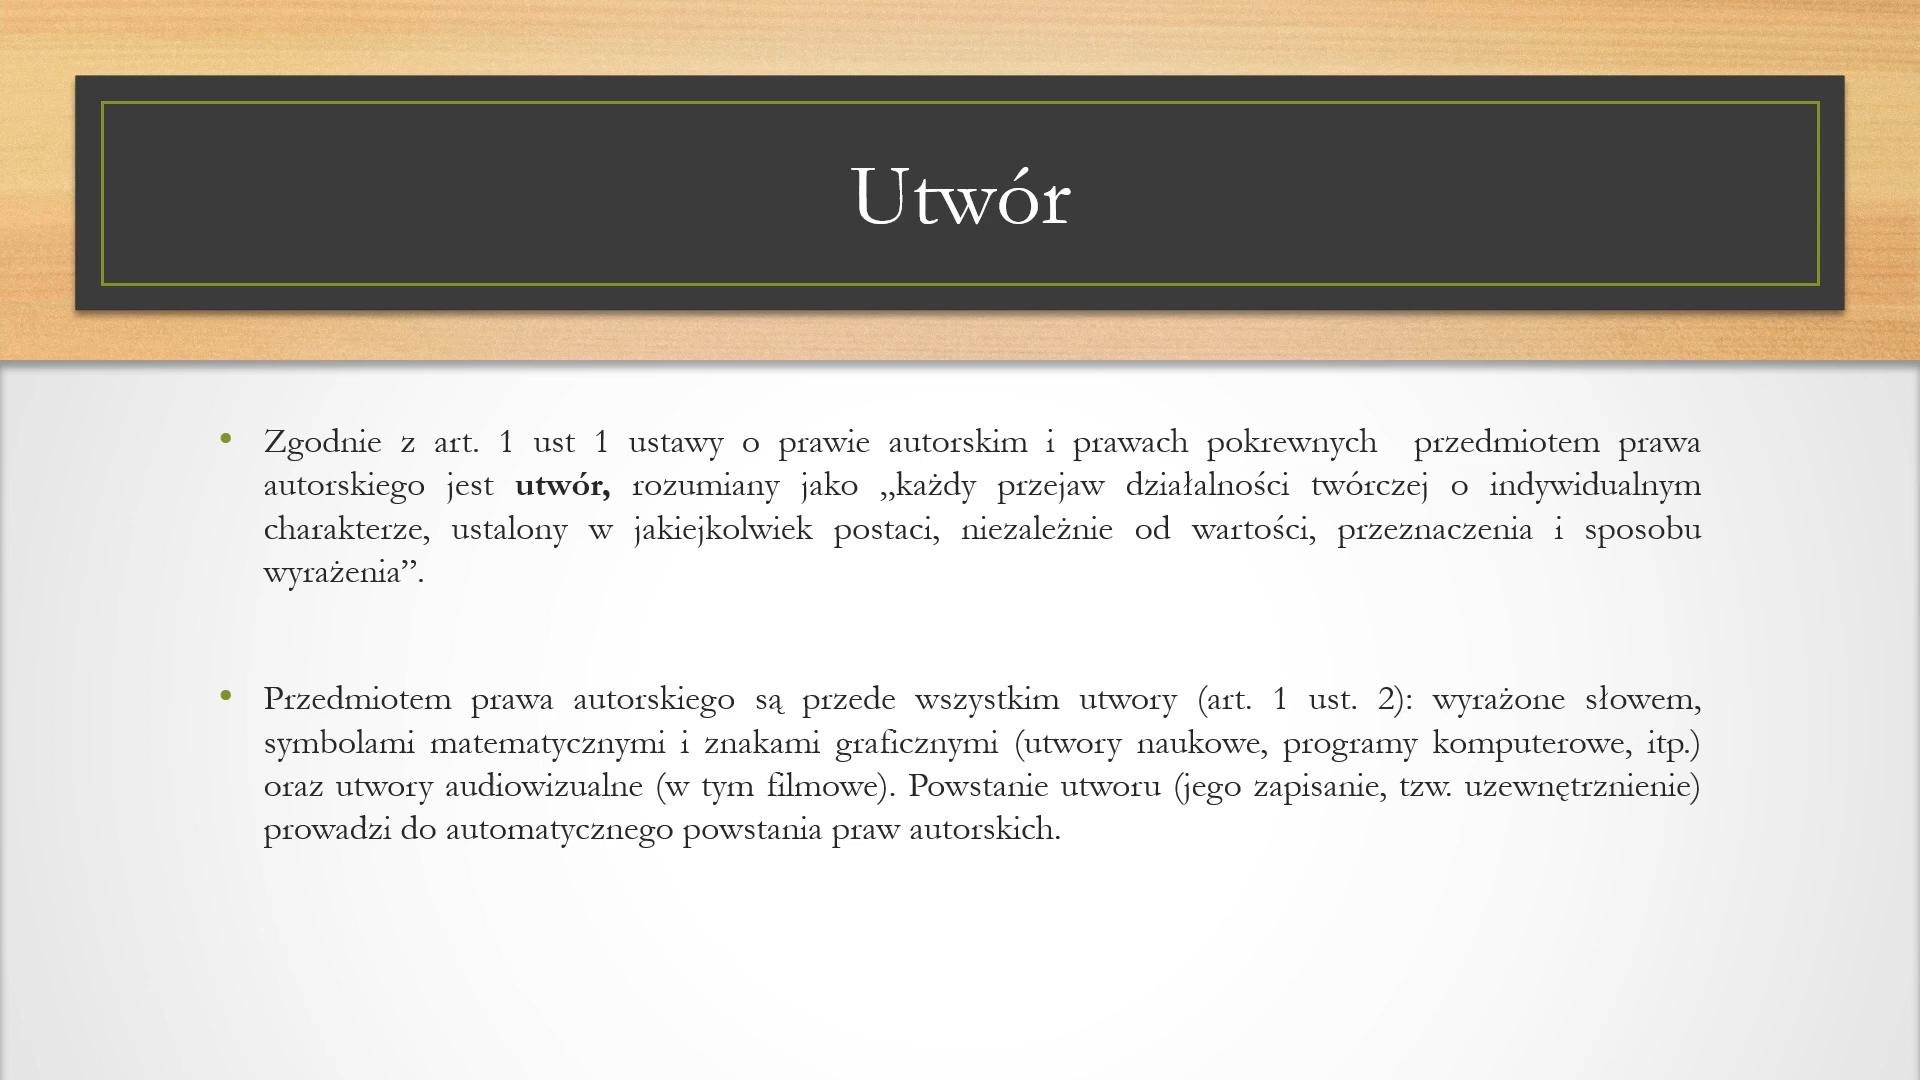 Utwór
• Zgodnie z art. 1 ust 1 ustawy o prawie autorskim i prawach pokrewnych  przedmiotem prawa
autorskiego jest utwór, rozumiany jako „każdy przejaw działalności twórczej o indywidualnym
charakterze, ustalony w jakiejkolwiek postaci, niezależnie od wartości, przeznaczenia i sposobu
wyrażenia”.
• Przedmiotem prawa autorskiego są przede wszystkim utwory (art. 1 ust. 2): wyrażone słowem,
symbolami matematycznymi i znakami graficznymi (utwory naukowe, programy komputerowe, itp.)
oraz utwory audiowizualne (w tym filmowe). Powstanie utworu (jego zapisanie, tzw. uzewnętrznienie)
prowadzi do automatycznego powstania praw autorskich.